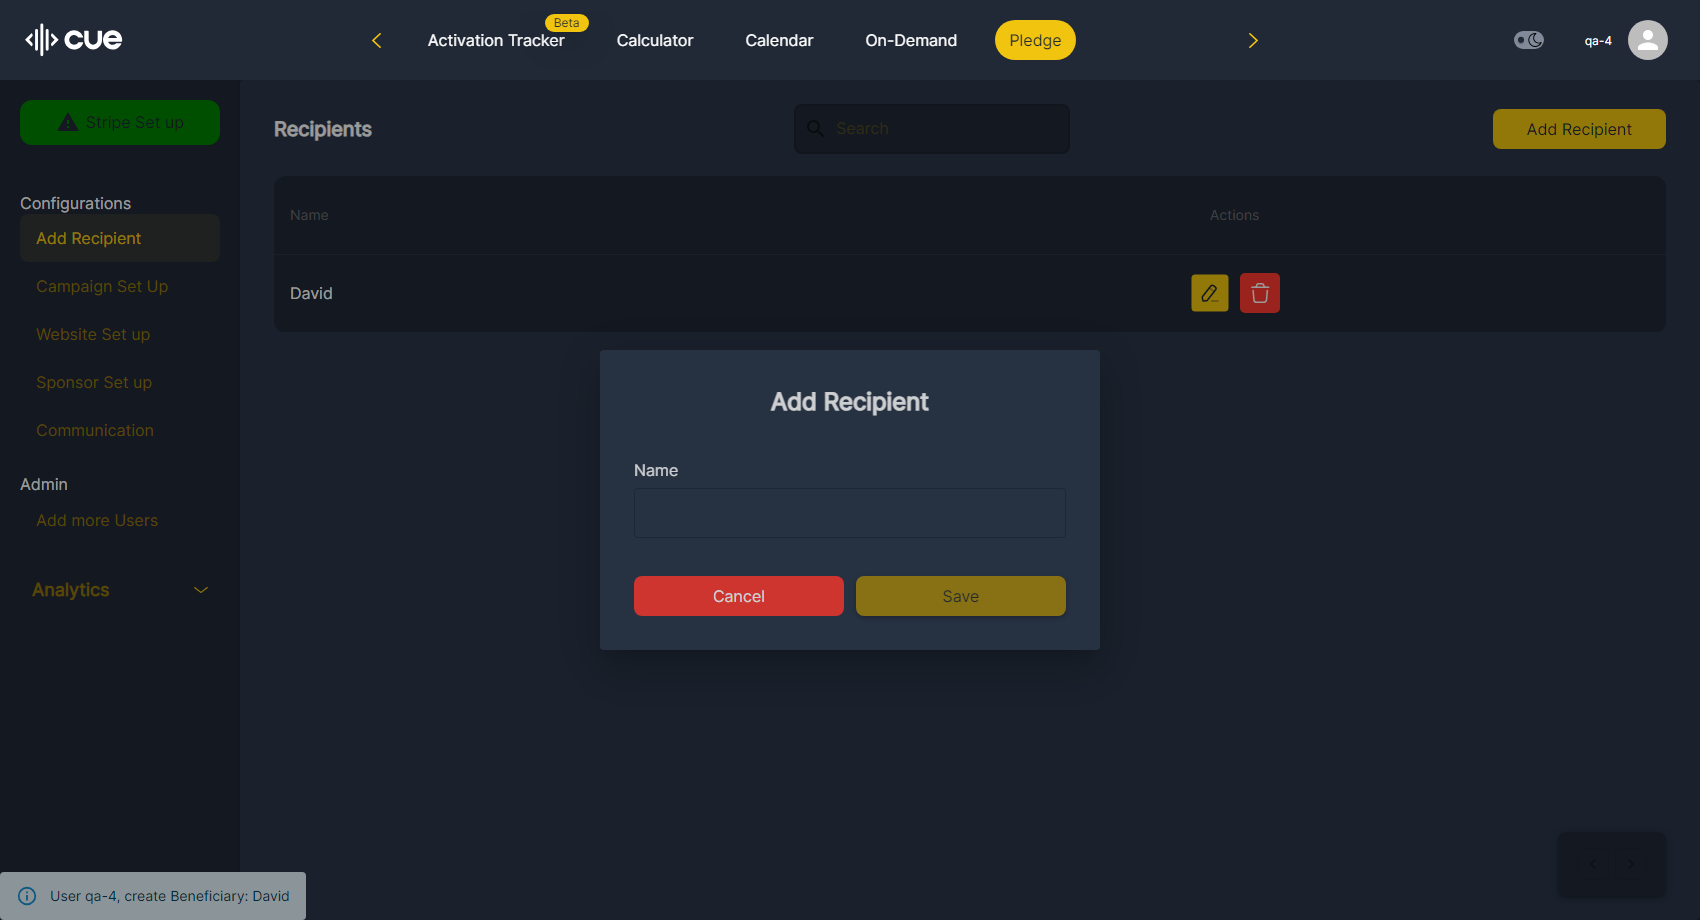 cue
Activation Tracker
Beta
Calculator
Calendar
On-Demand
Pledge
qa-4
Stripe Set up
Configurations
Add Recipient
Campaign Set Up
Website Set up
Sponsor Set up
Communication
Admin
Add more Users
Analytics
Recipients
Search
Add Recipient
Name
Actions
David
Add Recipient
Name
Cancel
Save
User qa-4, create Beneficiary: David